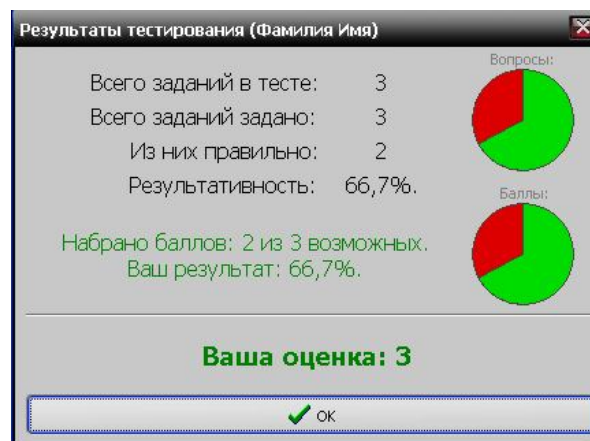 Результаты тестирования (Фамилия Имя)
Вопросы:
Всего заданий в тесте: 3
Всего заданий задано: 3
Из них правильно: 2
Результативность: 66,7%.
Баллы:
Набрано баллов: 2 из 3 возможных.
Ваш результат: 66,7%.
Ваша оценка: 3
ОК